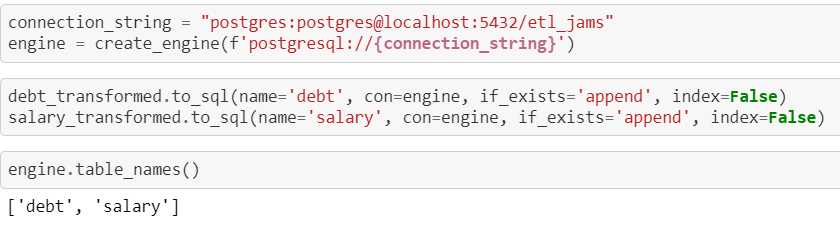 connection_string = "postgres:postgres@localhost:5432/etl_jams"
engine = create_engine(f'postgresql://{connection_string}')
debt_transformed.to_sql(name='debt', con=engine, if_exists='append', index=False)
salary_transformed.to_sql(name='salary', con=engine, if_exists='append', index=False)
engine.table_names()
['debt', 'salary']